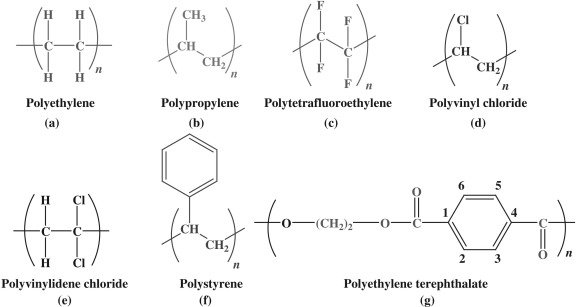 H H
C C
H H n
Polyethylene
(a)
CH3
CH
CH2 n
Polypropylene
(b)
F F
C C
F F n
Polytetrafluoroethylene
(c)
Cl
CH
CH2 n
Polyvinyl chloride
(d)
H Cl
C C
H Cl n
Polyvinylidene chloride
(e)
CH
CH2 n
Polystyrene
(f)
O 6 5
O (CH2)2 O C 1 4 C
2 3 O n
Polyethylene terephthalate
(g)